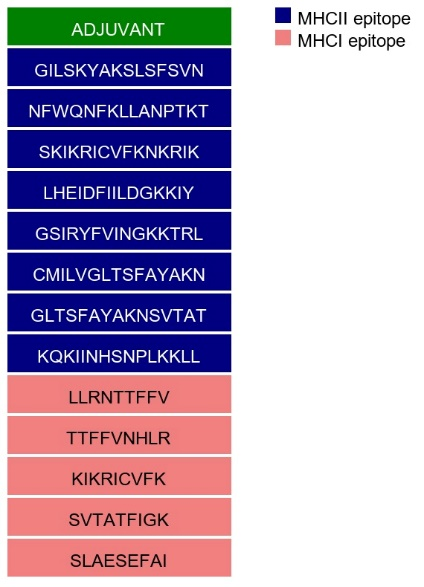 ADJUVANT
GILSKYAKSLSFSVN
NFWQNFKLLANPTKT
SKIKRICVFKNKRIK
LHEIDFIILDGKKIY
GSIRYFVINGKKTRL
CMILVGLTSFAYAKN
GLTSFAYAKNSVTAT
KQKIINHSNPLKKLL
LLRNTTFFV
TTFFVNHLR
KIKRICVFK
SVTATFIGK
SLAESEFAI
MHCII epitope
MHCI epitope